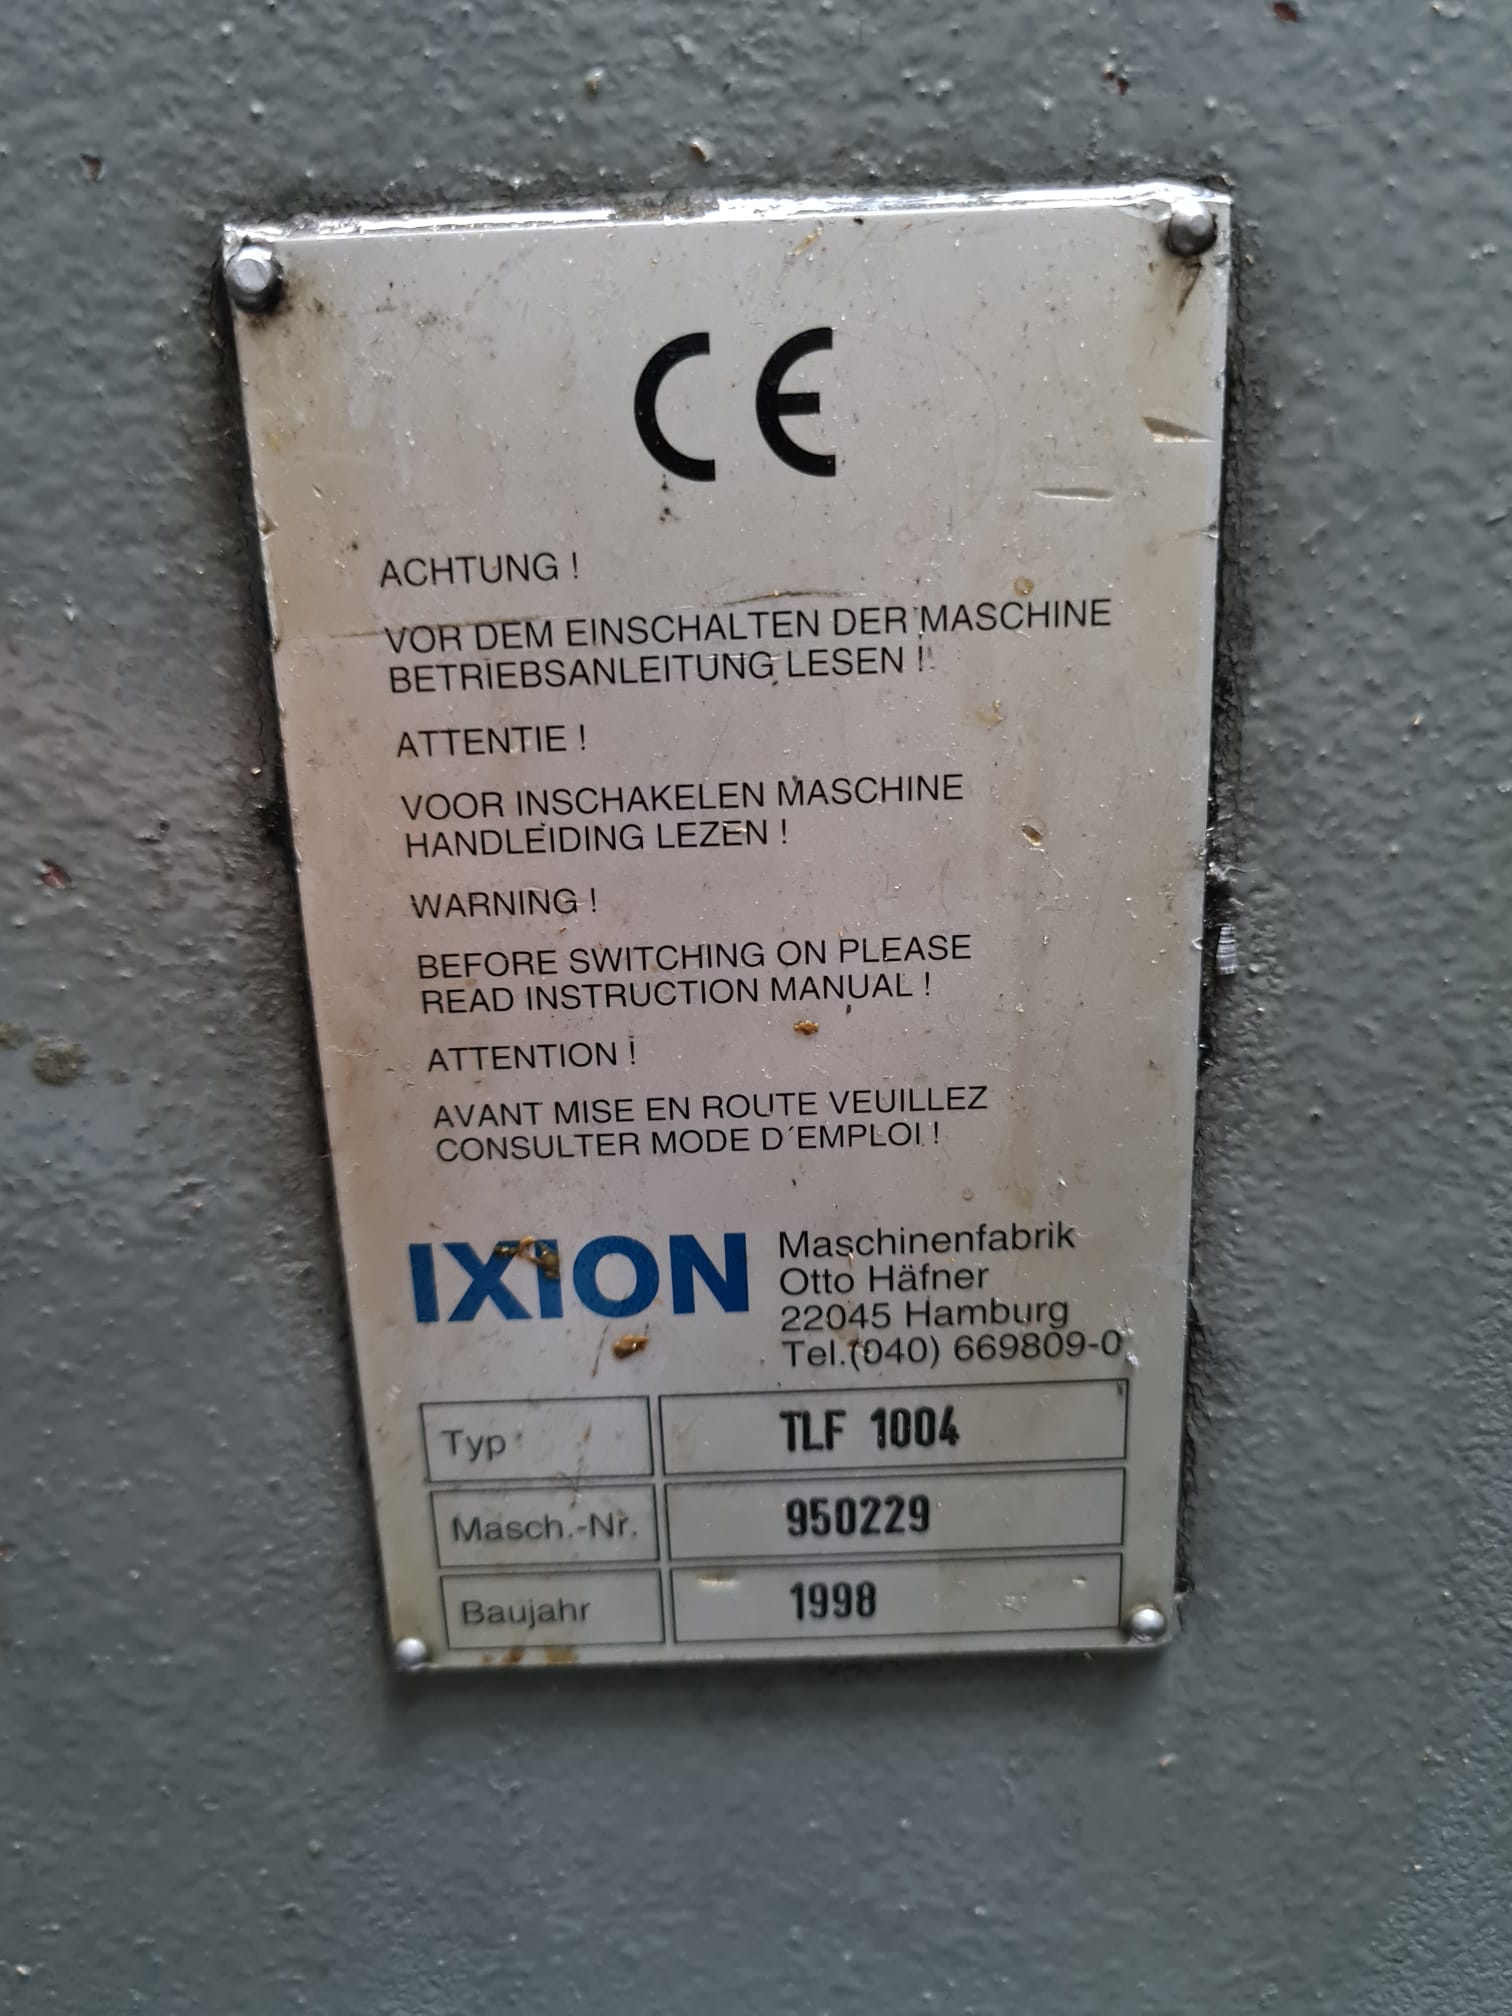 CE
ACHTUNG !
VOR DEM EINSCHALTEN DER MASCHINE
BETRIEBSANLEITUNG LESEN !
ATTENTIE !
VOOR INSCHAKELEN MASCHINE
HANDLEIDING LEZEN !
WARNING !
BEFORE SWITCHING ON PLEASE
READ INSTRUCTION MANUAL !
ATTENTION !
AVANT MISE EN ROUTE VEUILLEZ
CONSULTER MODE D´EMPLOI !
IXION
Maschinenfabrik
Otto Häfner
22045 Hamburg
Tel.(040) 669809-0
Typ TLF 1004
Masch.-Nr. 950229
Baujahr 1998